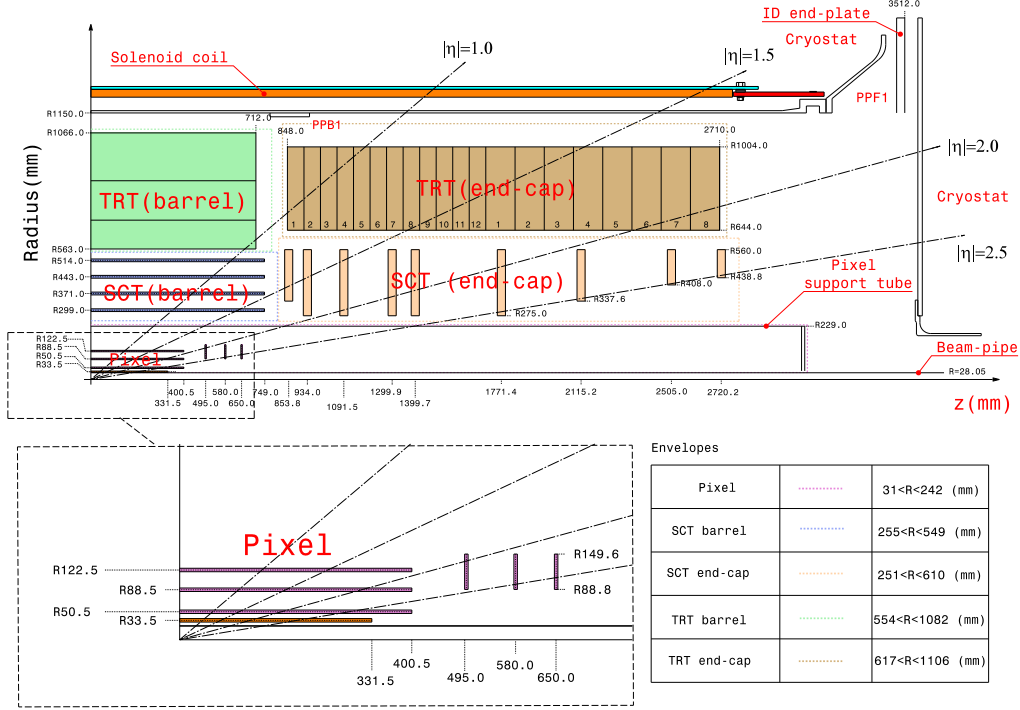 3512.0
ID end-plate
Cryostat
|η|=1.0
|η|=1.5
Solenoid coil
PPF1
R1150.0
712.0
PPB1
R1066.0
848.0
2710.0
R1004.0
|η|=2.0
Radius(mm)
TRT(barrel)
TRT(end-cap)
Cryostat
1 2 3 4 5 6 7 8 9 10 11 12 1 2 3 4 5 6 7 8
R644.0
R563.0
R560.0
|η|=2.5
R514.0
R443.0
R438.8
SCT(barrel)
SCT (end-cap)
R408.0
Pixel
support tube
R371.0
R337.6
R299.0
R275.0
R229.0
R122.5
R88.5
R50.5
R33.5
Pixel
Beam-pipe
R=28.05
400.5 580.0 749.0 934.0 1299.9 1771.4 2115.2 2505.0 2720.2
331.5 495.0 650.0 853.8 1091.5 1399.7
z(mm)
Envelopes
Pixel 31<R<242 (mm)
SCT barrel 255<R<549 (mm)
SCT end-cap 251<R<610 (mm)
TRT barrel 554<R<1082 (mm)
TRT end-cap 617<R<1106 (mm)
Pixel
R149.6
R122.5
R88.5
R88.8
R50.5
R33.5
400.5 580.0
331.5 495.0 650.0